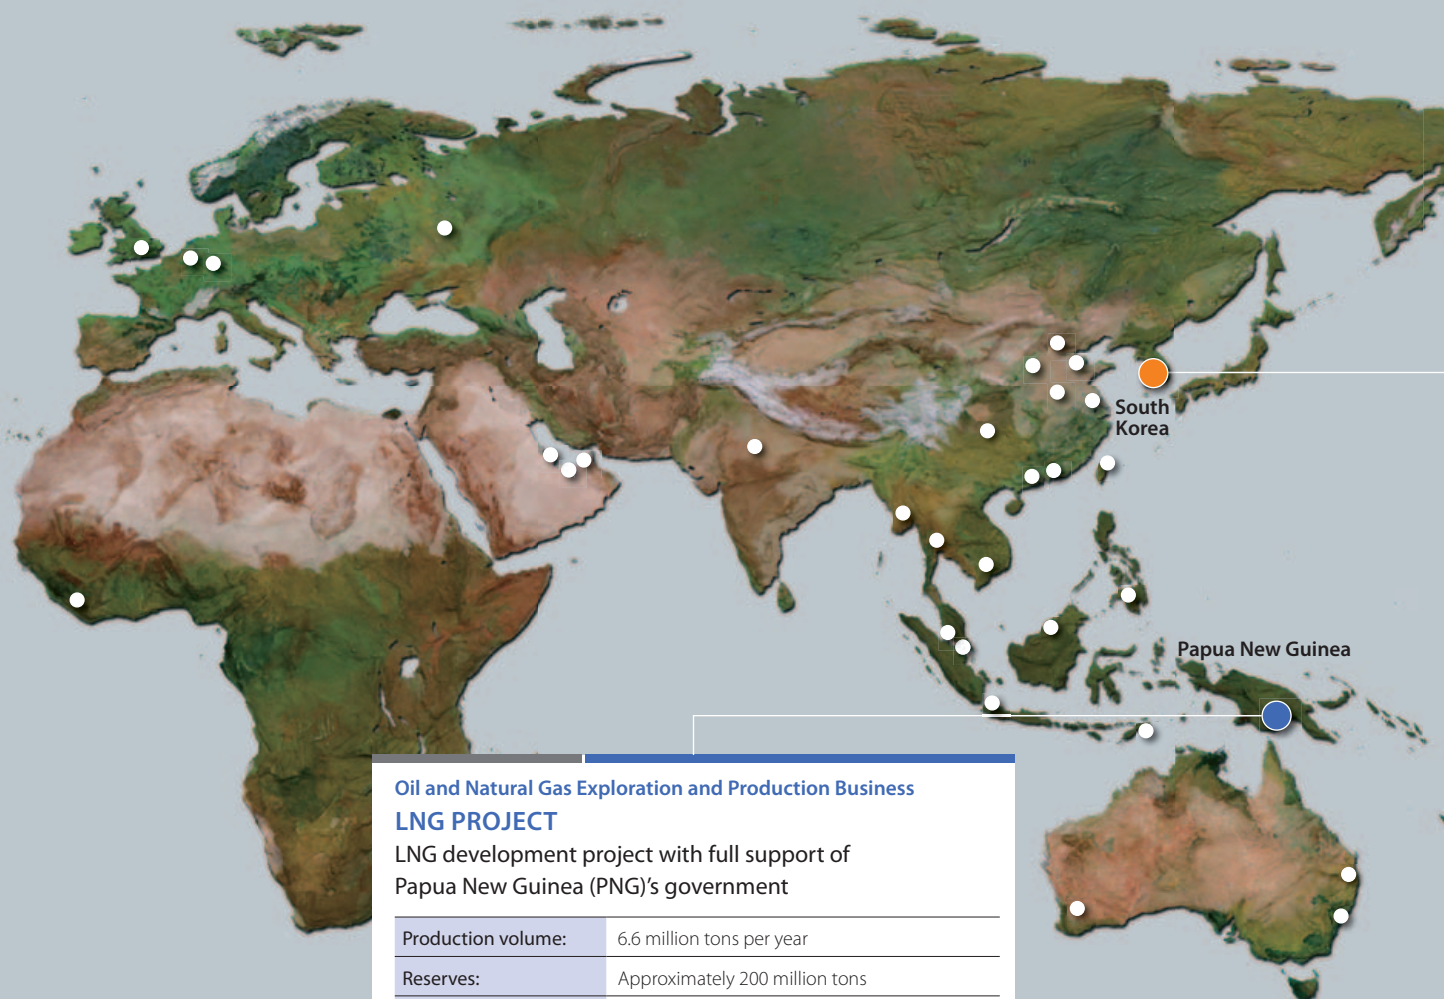 South
Korea
Papua New Guinea
Oil and Natural Gas Exploration and Production Business
LNG PROJECT
LNG development project with full support of
Papua New Guinea (PNG)'s government
Production volume: 6.6 million tons per year
Reserves: Approximately 200 million tons